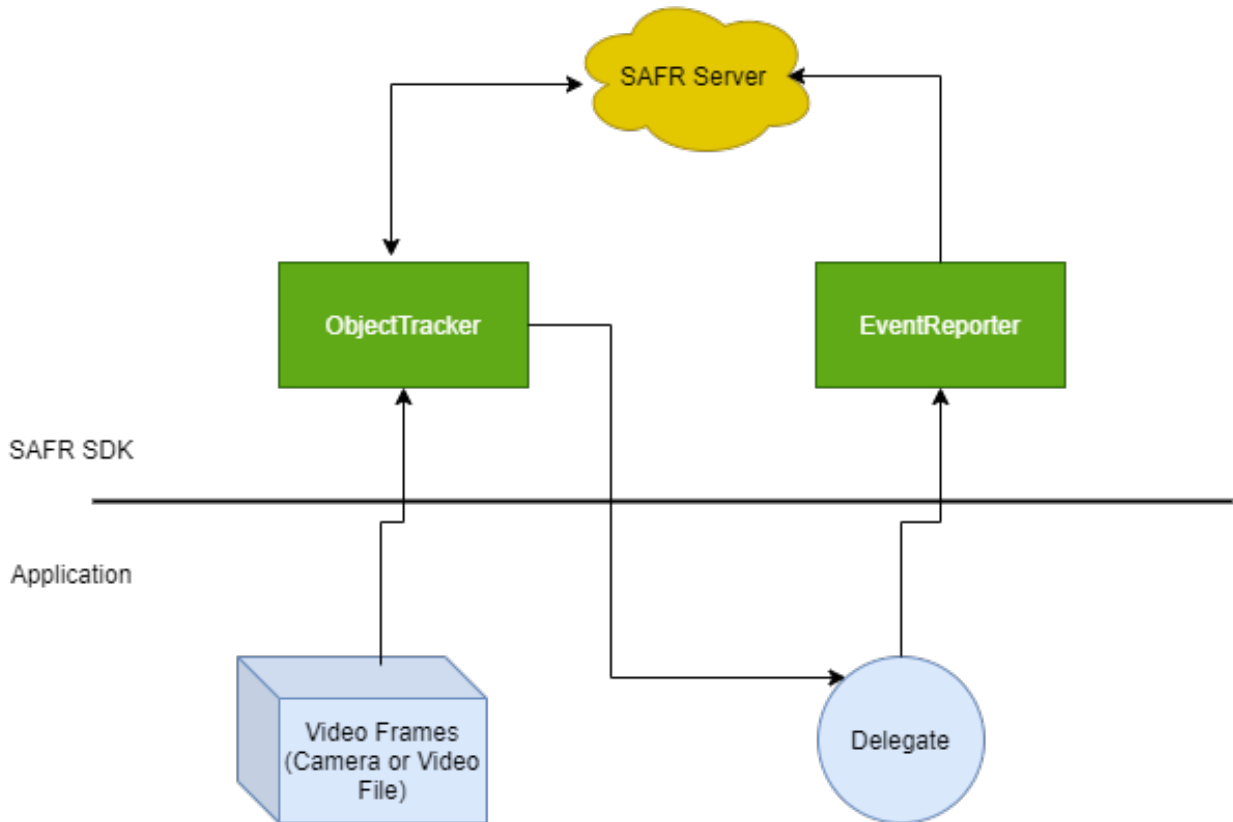 SAFR Server
ObjectTracker
EventReporter
SAFR SDK
Application
Video Frames
(Camera or Video
File)
Delegate